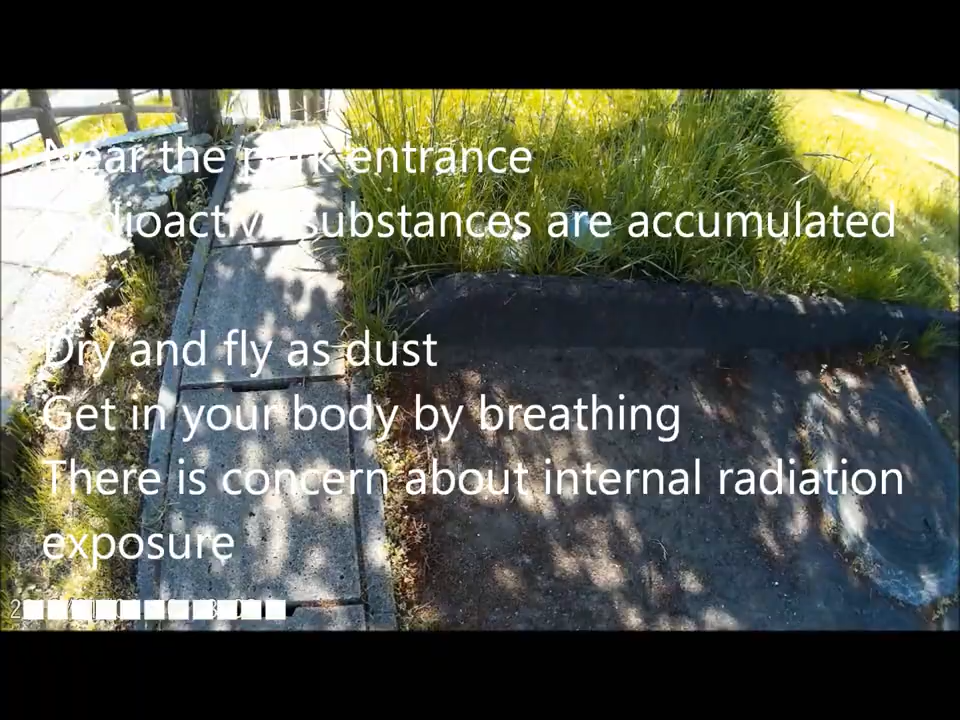 Near the park entrance
Radioactive substances are accumulated
Dry and fly as dust
Get in your body by breathing
There is concern about internal radiation
exposure